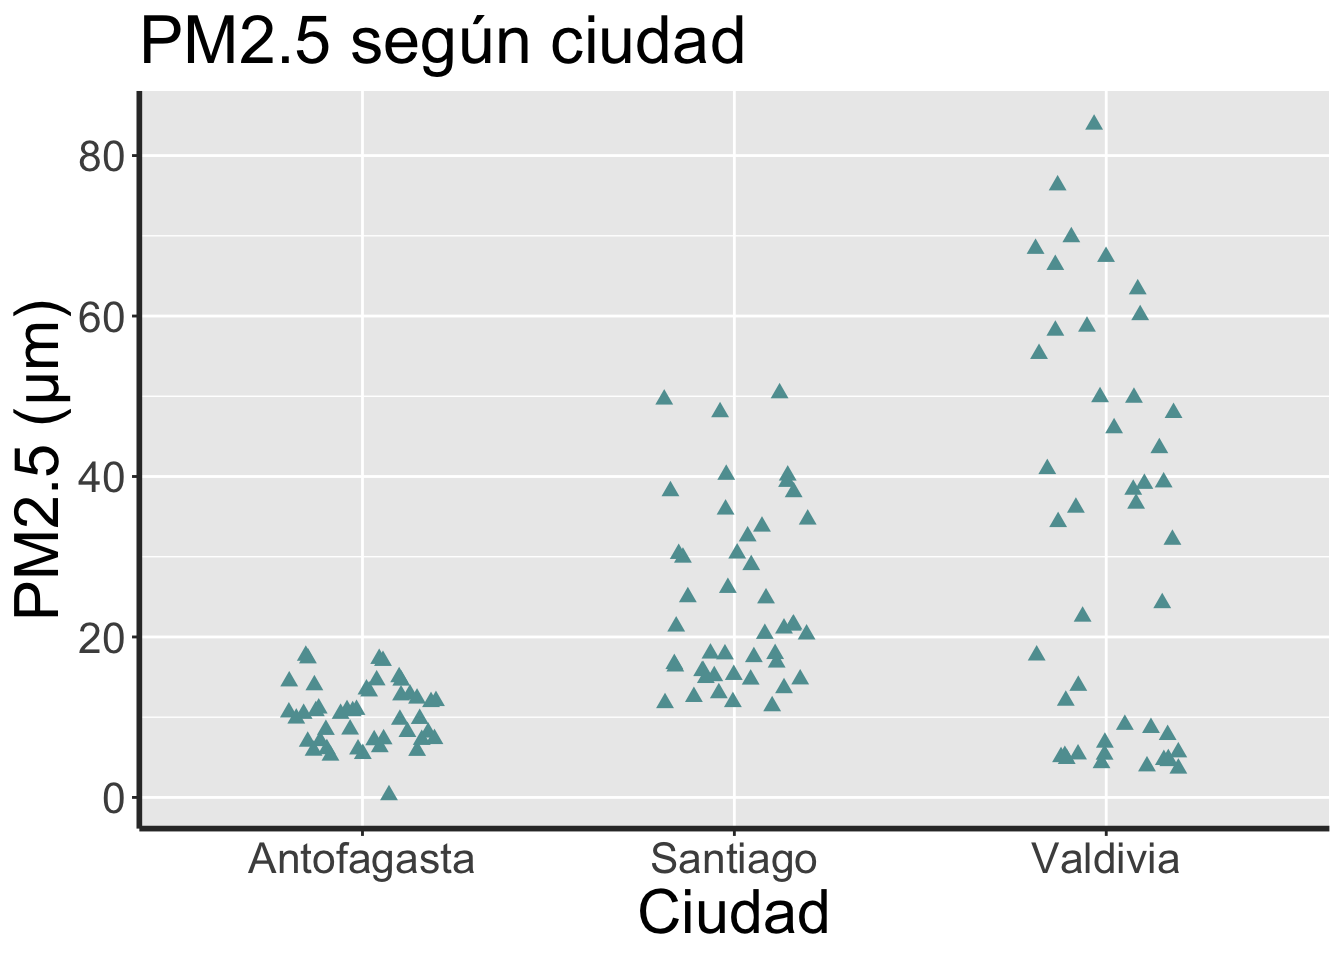 PM2.5 según ciudad
PM2.5 (μm)
80
60
40
20
0
Antofagasta
Santiago
Valdivia
Ciudad